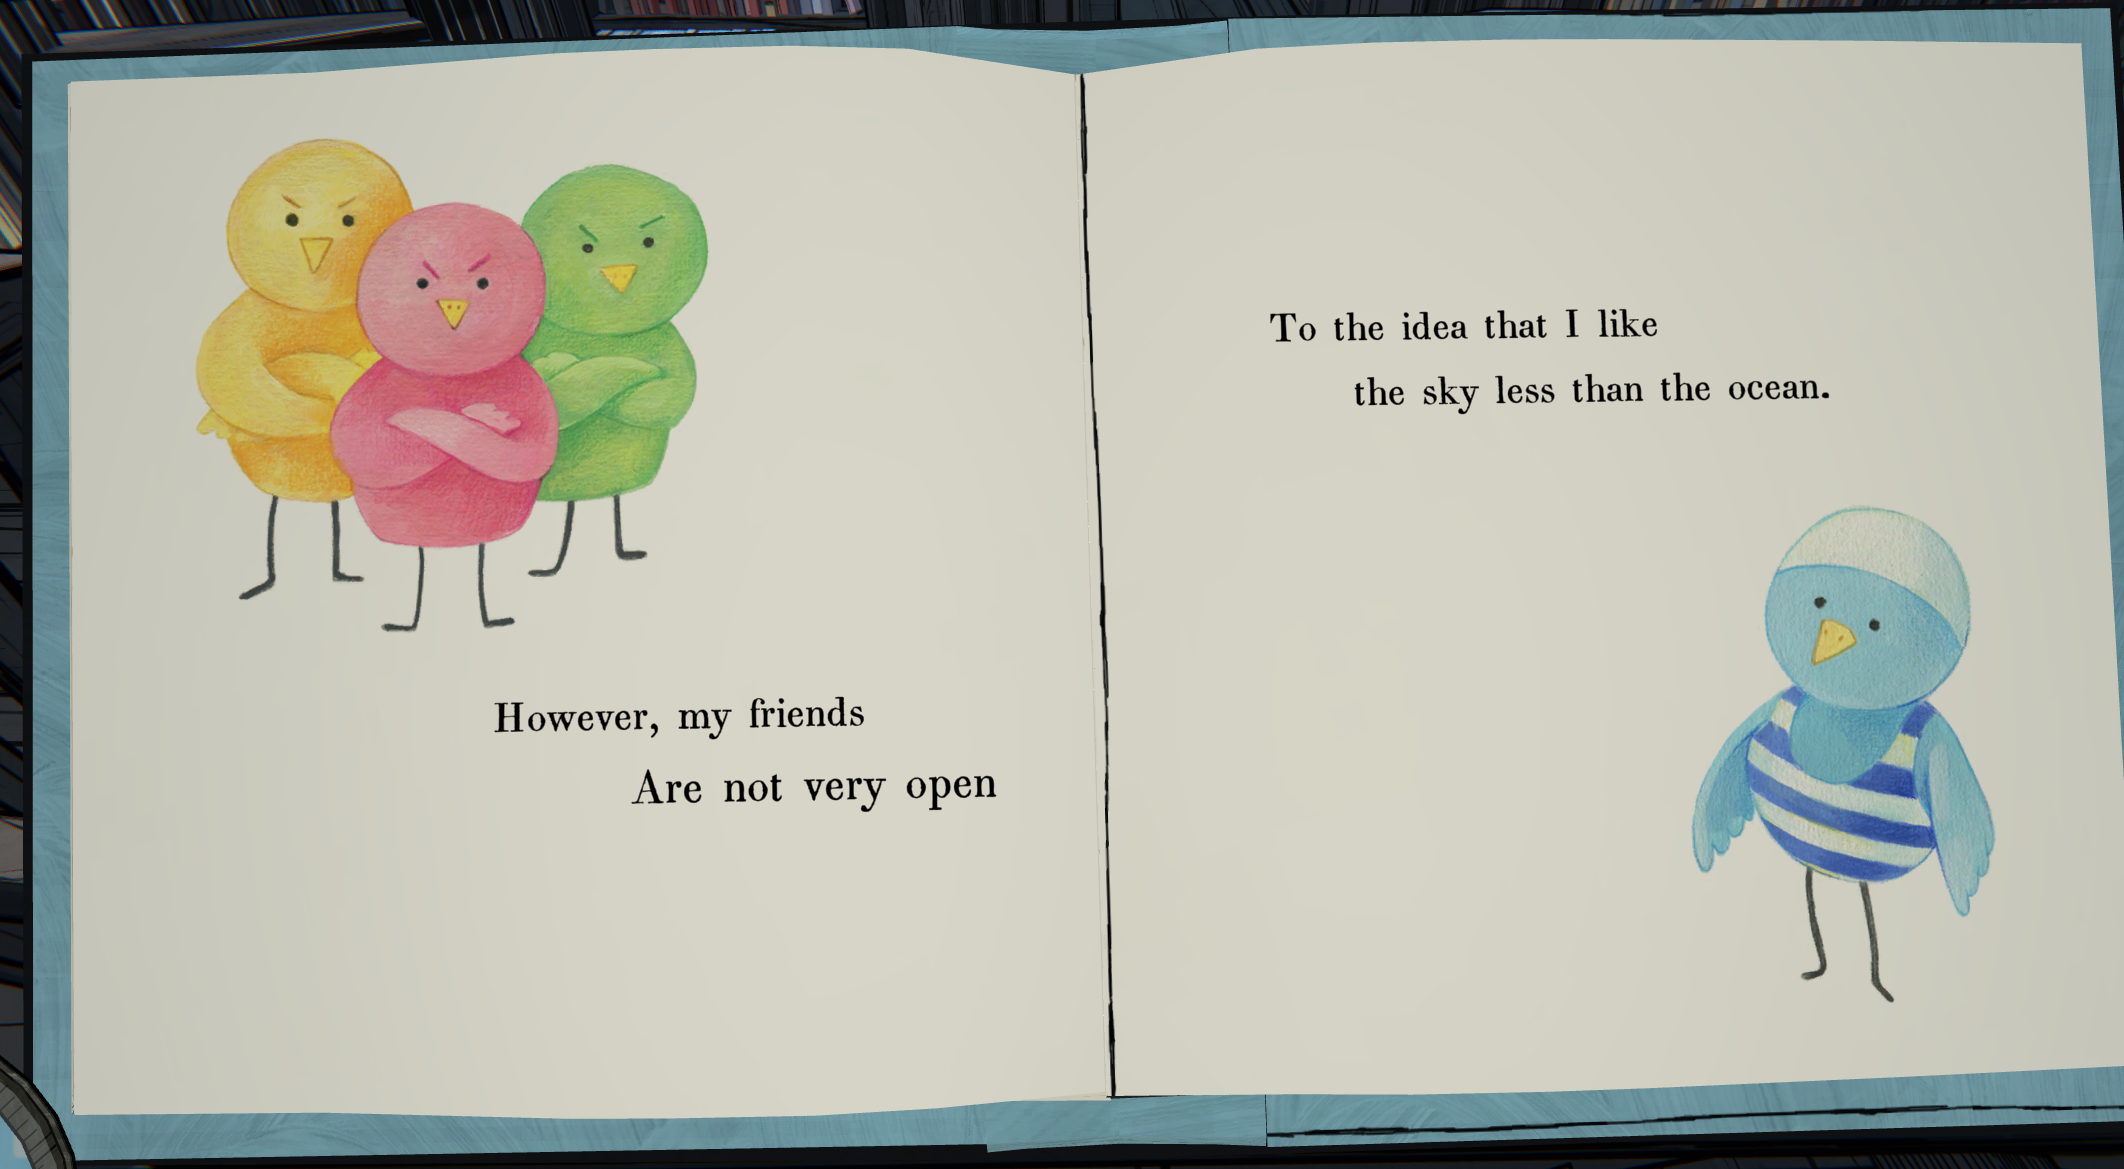 However, my friends
Are not very open
To the idea that I like
the sky less than the ocean.